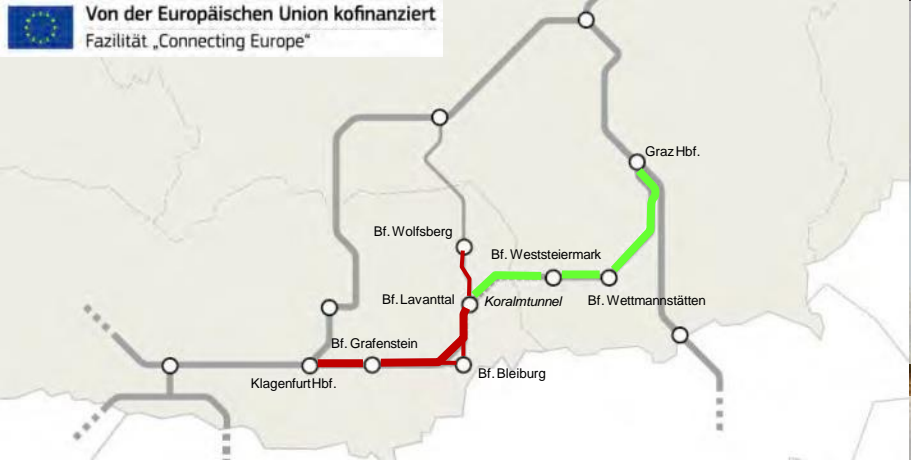 Von der Europäischen Union kofinanziert
Fazilität „Connecting Europe“
Graz Hbf.
Bf. Wolfsberg
Bf. Weststeiermark
Bf. Lavanttal
Koralmtunnel
Bf. Wettmannstätten
Bf. Grafenstein
Klagenfurt Hbf.
Bf. Bleiburg